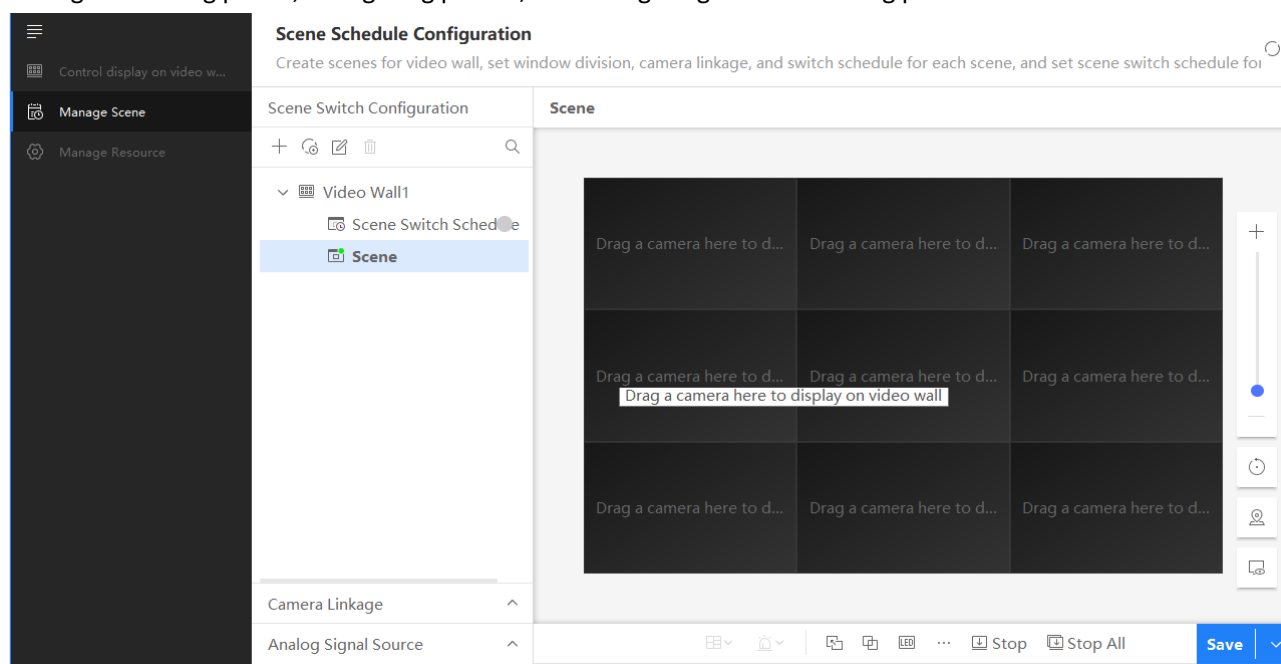 Scene Schedule Configuration
Create scenes for video wall, set window division, camera linkage, and switch schedule for each scene, and set scene switch schedule for
Control display on video w...
Manage Scene
Manage Resource
Scene Switch Configuration
Scene
Video Wall1
Scene Switch Sched e
Scene
Drag a camera here to d... Drag a camera here to d... Drag a camera here to d...
Drag a camera here to d... Drag a camera here to d... Drag a camera here to d...
Drag a camera here to display on video wall
Drag a camera here to d... Drag a camera here to d... Drag a camera here to d...
Camera Linkage
Analog Signal Source
LED ... Stop Stop All Save